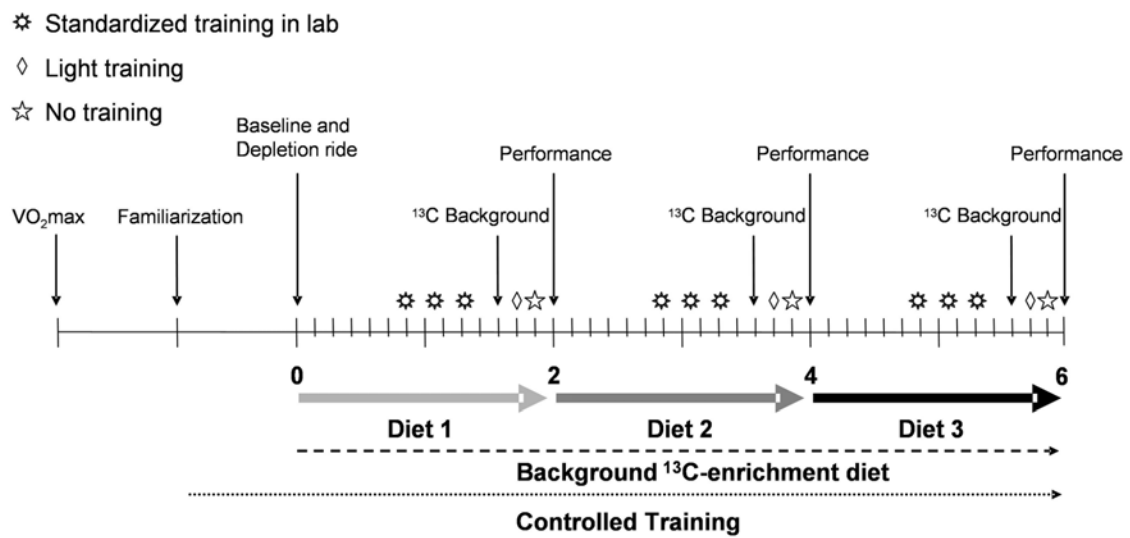 Standardized training in lab
Light training
No training
Baseline and
Depletion ride
Performance
Performance
Performance
VO₂max
Familiarization
¹³C Background
¹³C Background
¹³C Background
0
2
4
6
Diet 1
Diet 2
Diet 3
Background ¹³C-enrichment diet
Controlled Training